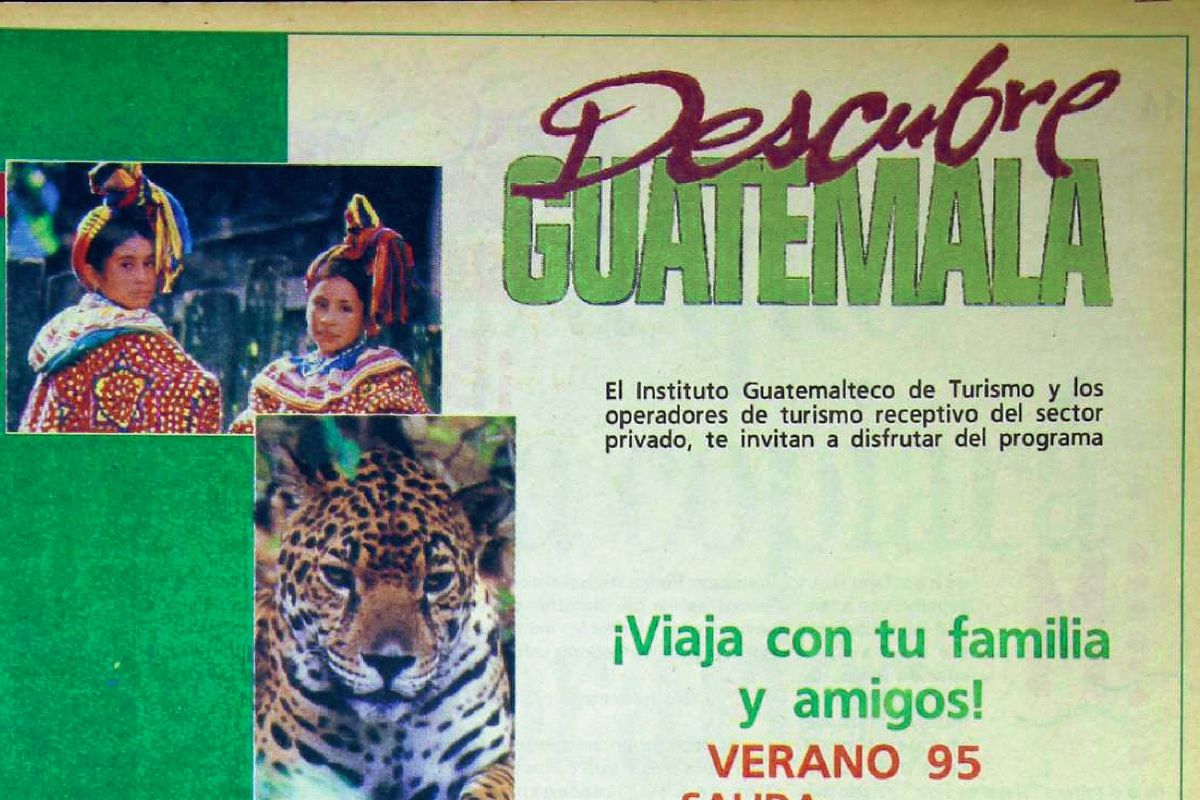 Descubre
GUATEMALA
El Instituto Guatemalteco de Turismo y los
operadores de turismo receptivo del sector
privado, te invitan a disfrutar del programa
¡Viaja con tu familia
y amigos!
VERANO 95
SALIDA